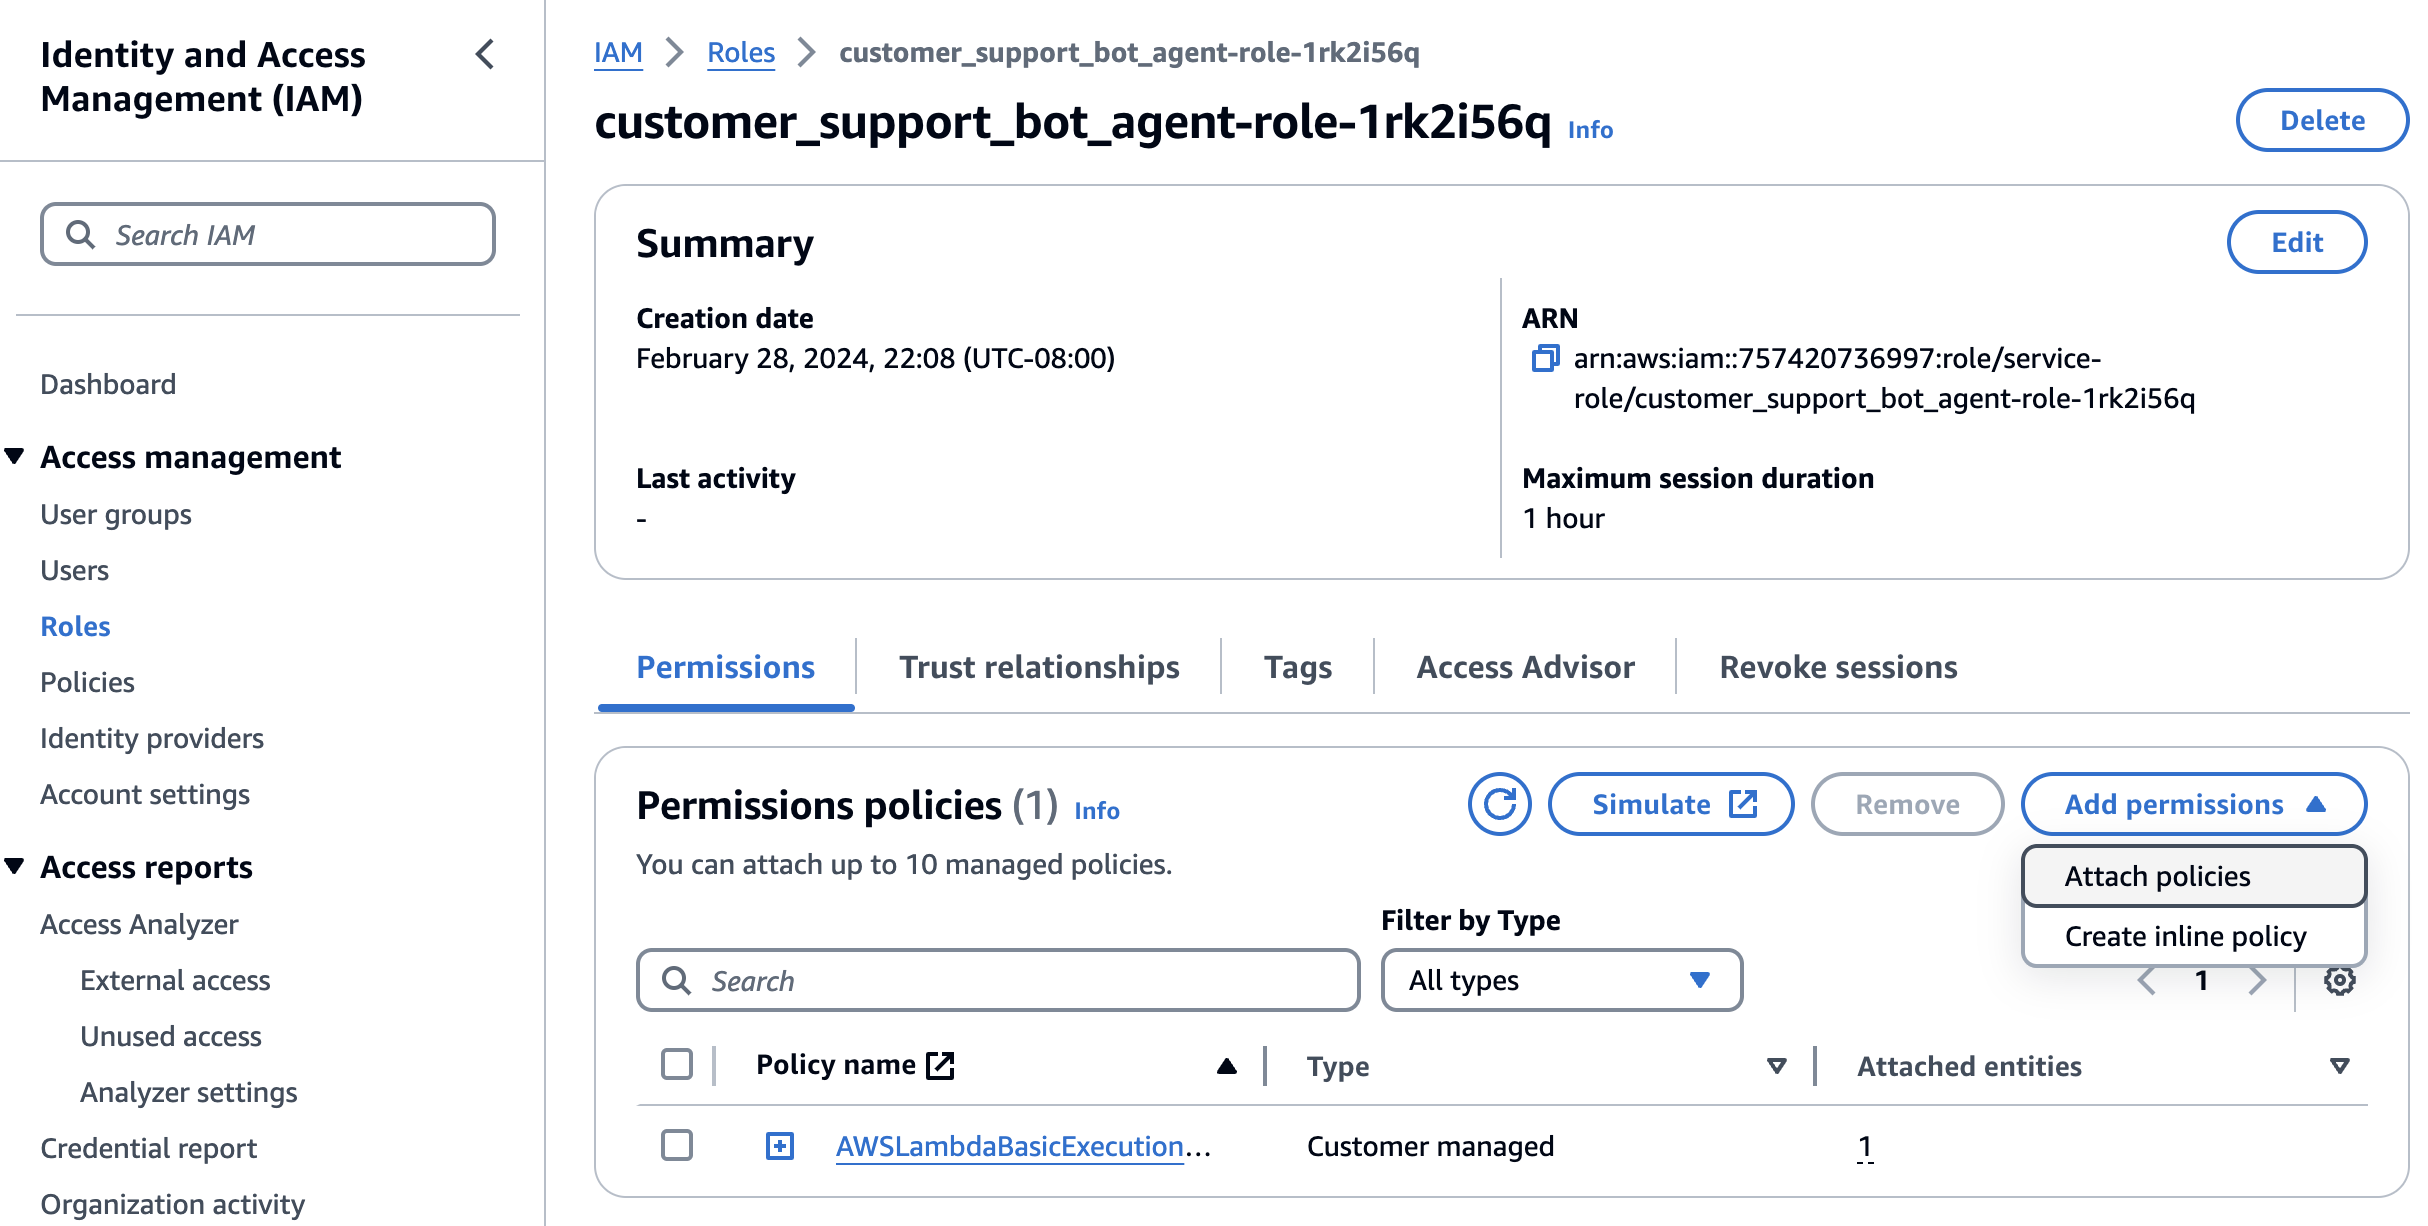 Identity and Access
Management (IAM)
Search IAM
Dashboard
Access management
User groups
Users
Roles
Policies
Identity providers
Account settings
Access reports
Access Analyzer
External access
Unused access
Analyzer settings
Credential report
Organization activity
IAM > Roles > customer_support_bot_agent-role-1rk2i56q
customer_support_bot_agent-role-1rk2i56q Info
Delete
Summary
Edit
Creation date
February 28, 2024, 22:08 (UTC-08:00)
ARN
arn:aws:iam::757420736997:role/service-
role/customer_support_bot_agent-role-1rk2i56q
Last activity
-
Maximum session duration
1 hour
Permissions
Trust relationships
Tags
Access Advisor
Revoke sessions
Permissions policies (1) Info
Simulate
Remove
Add permissions
You can attach up to 10 managed policies.
Attach policies
Create inline policy
Filter by Type
Search
All types
1
Policy name
Type
Attached entities
AWSLambdaBasicExecution...
Customer managed
1